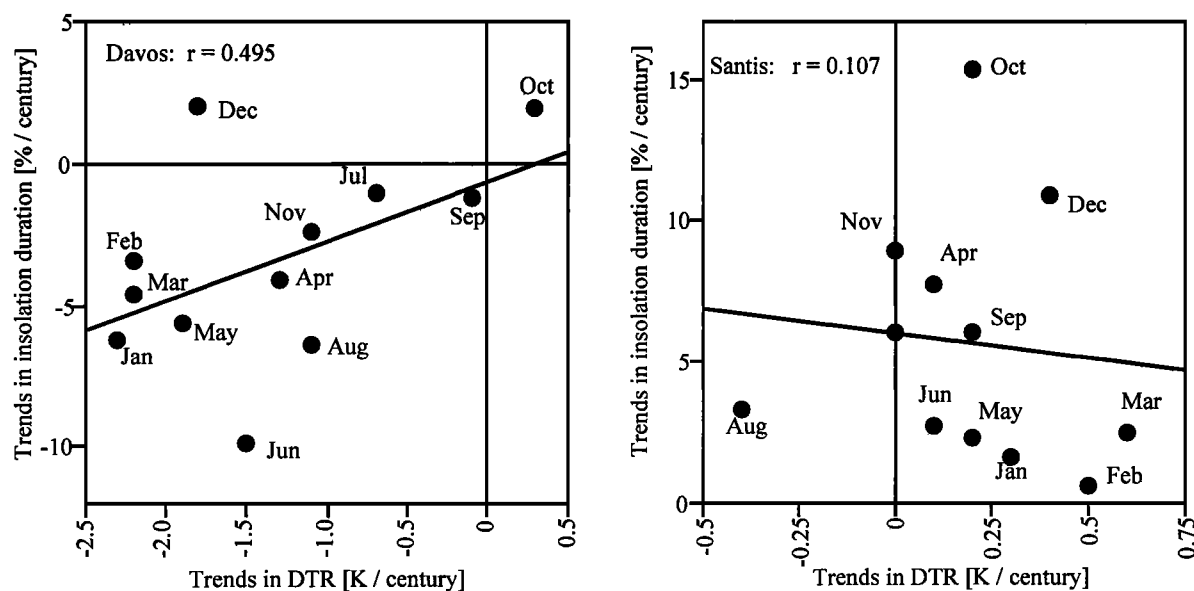 Trends in insolation duration [% / century]
5
0
-5
-10
Davos: r = 0.495
Dec
Oct
Jul
Sep
Nov
Feb
Mar
Apr
May
Jan
Aug
Jun
-2.5
-2.0
-1.5
-1.0
-0.5
0
0.5
Trends in DTR [K / century]
Trends in insolation duration [% / century]
15
10
5
0
Santis: r = 0.107
Oct
Dec
Nov
Apr
Sep
Jun
May
Mar
Aug
Jan
Feb
-0.5
-0.25
0
0.25
0.5
0.75
Trends in DTR [K / century]